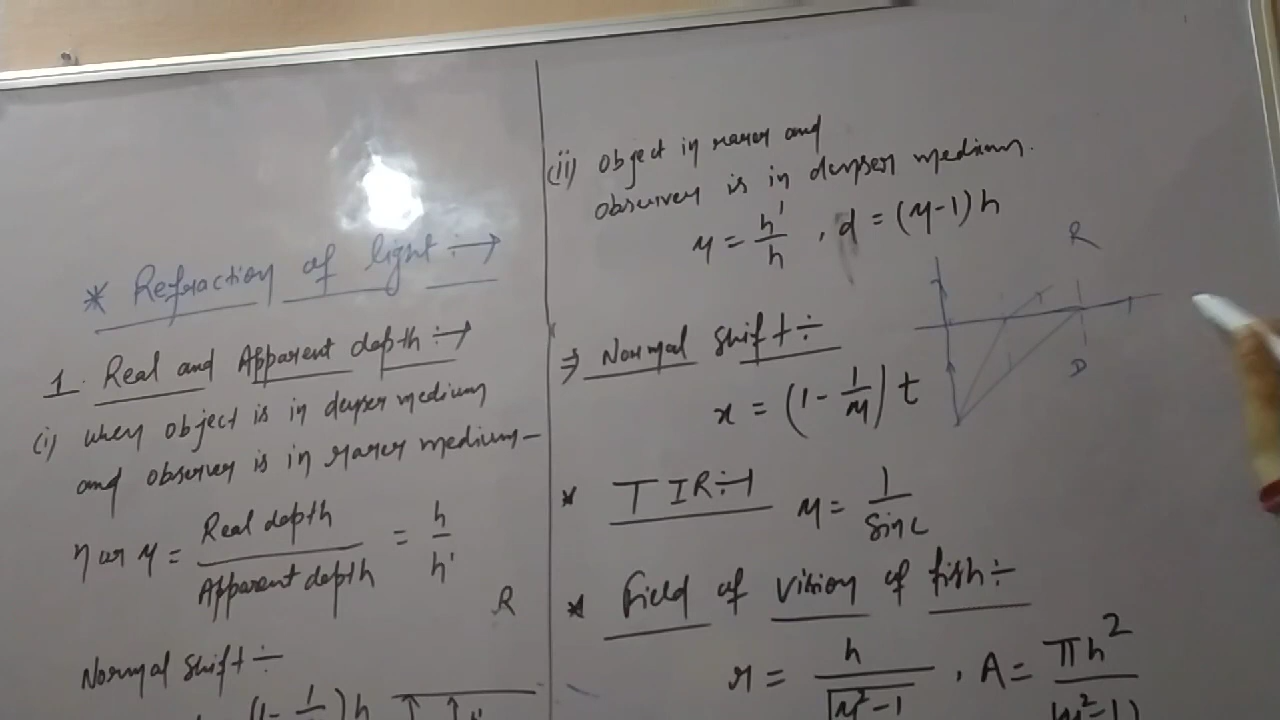 * Refraction of light :→
1. Real and Apparent depth :→
(i) When object is in denser medium
and observer is in rarer medium –
η or μ = Real depth / Apparent depth = h / h'
R
Normal shift ÷
(1 - 1/μ) h
(ii) Object in rarer and
observer is in denser medium.
μ = h' / h , d = (μ-1) h
R
D
⇒ Normal shift ÷
x = (1 - 1/μ) t
* TIR :→ μ = 1 / sin c
* Field of vision of fish ÷
r = h / √(μ²-1) , A = πh² / (μ²-1)